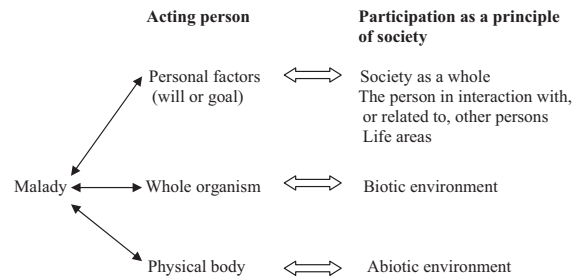 Acting person
Participation as a principle
of society
Personal factors
(will or goal)
Society as a whole
The person in interaction with,
or related to, other persons
Life areas
Malady
Whole organism
Biotic environment
Physical body
Abiotic environment